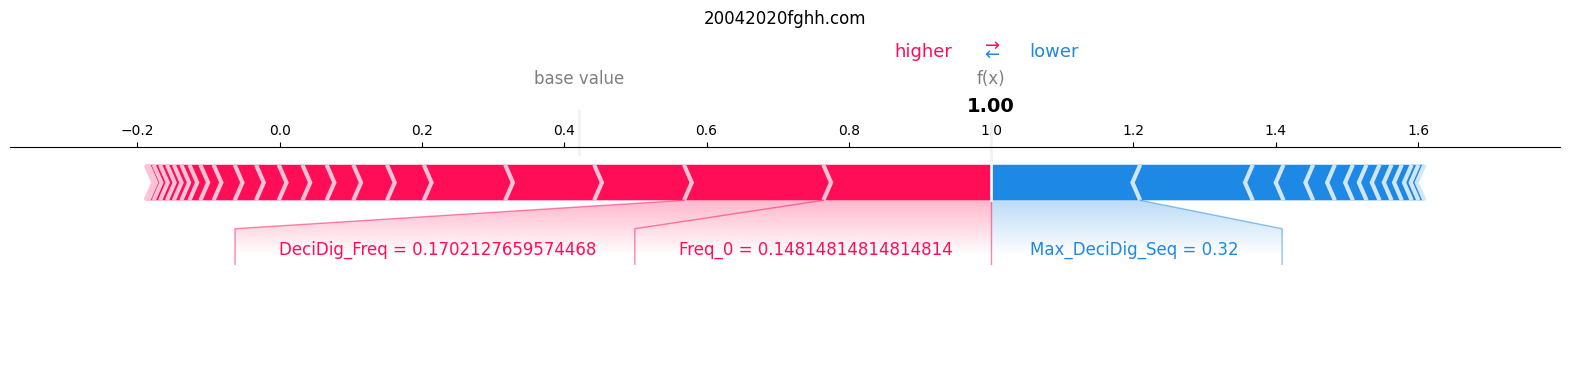 20042020fghh.com
higher → ← lower
base value f(x)
1.00
−0.2 0.0 0.2 0.4 0.6 0.8 1.0 1.2 1.4 1.6
DeciDig_Freq = 0.1702127659574468 Freq_0 = 0.14814814814814814 Max_DeciDig_Seq = 0.32